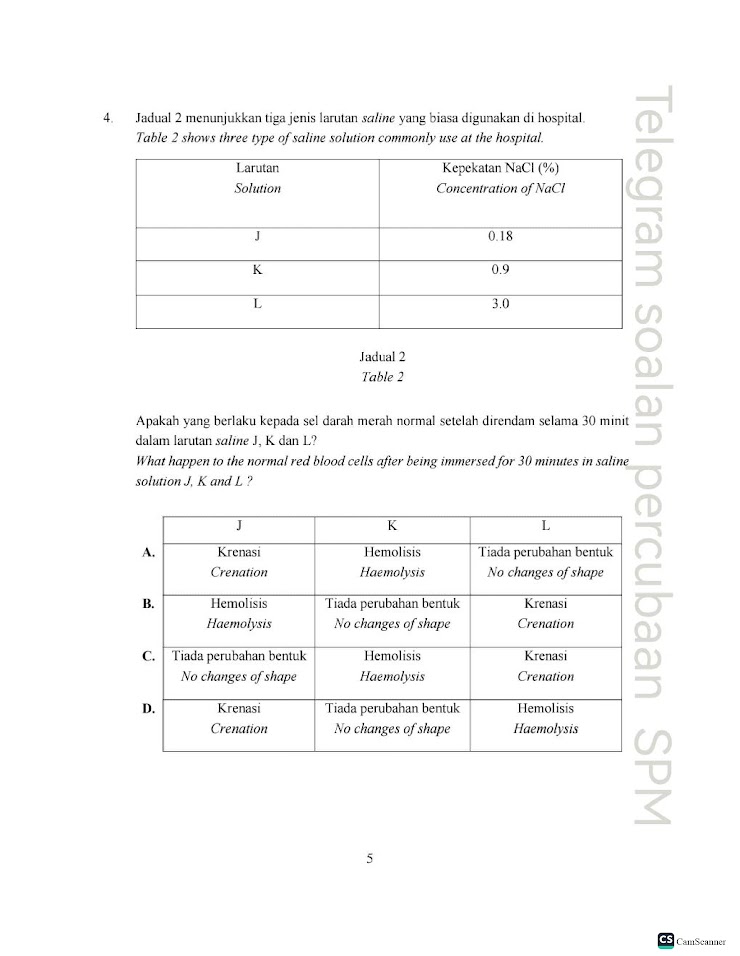 4. Jadual 2 menunjukkan tiga jenis larutan saline yang biasa digunakan di hospital.
Table 2 shows three type of saline solution commonly use at the hospital.
Larutan Kepekatan NaCl (%)
Solution Concentration of NaCl
J 0.18
K 0.9
L 3.0
Jadual 2
Table 2
Apakah yang berlaku kepada sel darah merah normal setelah direndam selama 30 minit
dalam larutan saline J, K dan L?
What happen to the normal red blood cells after being immersed for 30 minutes in saline
solution J, K and L ?
J K L
A. Krenasi Hemolisis Tiada perubahan bentuk
Crenation Haemolysis No changes of shape
B. Hemolisis Tiada perubahan bentuk Krenasi
Haemolysis No changes of shape Crenation
C. Tiada perubahan bentuk Hemolisis Krenasi
No changes of shape Haemolysis Crenation
D. Krenasi Tiada perubahan bentuk Hemolisis
Crenation No changes of shape Haemolysis
5
Telegram soalan percubaan SPM
CS CamScanner